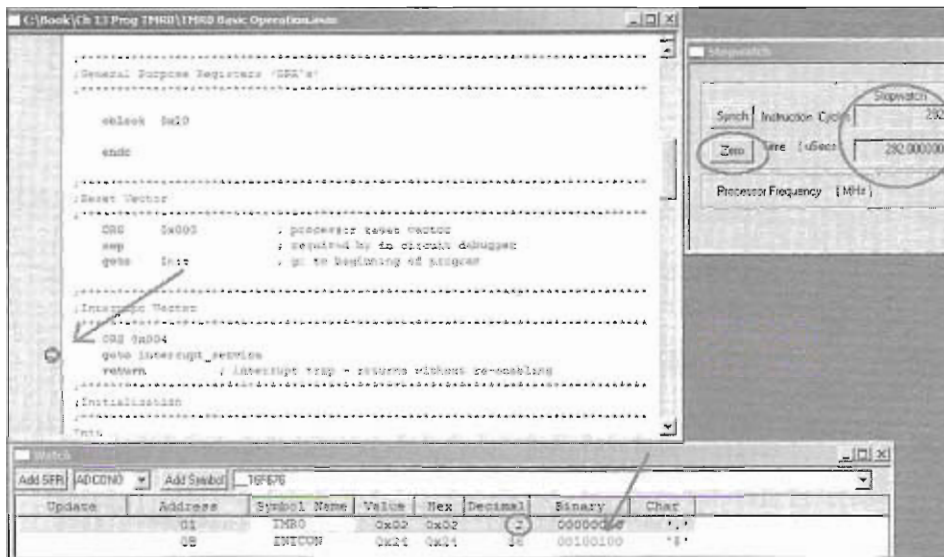 C:\Book\Ch 13 Prog TMR0\TMR0 Basic Operation.asm
;General Purpose Registers
cblock 0x20
endc
;Reset Vector
ORG 0x000 ; processor reset vector
nop ; required by in circuit debugger
goto Init ; go to beginning of program
;Interrupt Vector
ORG 0x004
goto interrupt_service
return ; interrupt trap - returns without re-enabling
;Initialization
Init
Stopwatch
Stopwatch
Synch Instruction Cycles 282
Zero Time (uSecs) 282.000000
Processor Frequency (MHz)
Watch
Add SFR ADCON0 Add Symbol __16F676
Update Address Symbol Name Value Hex Decimal Binary Char
01 TMR0 0x02 0x02 2 '.'
0B INTCON 0x24 0x24 36 00100100 '$'